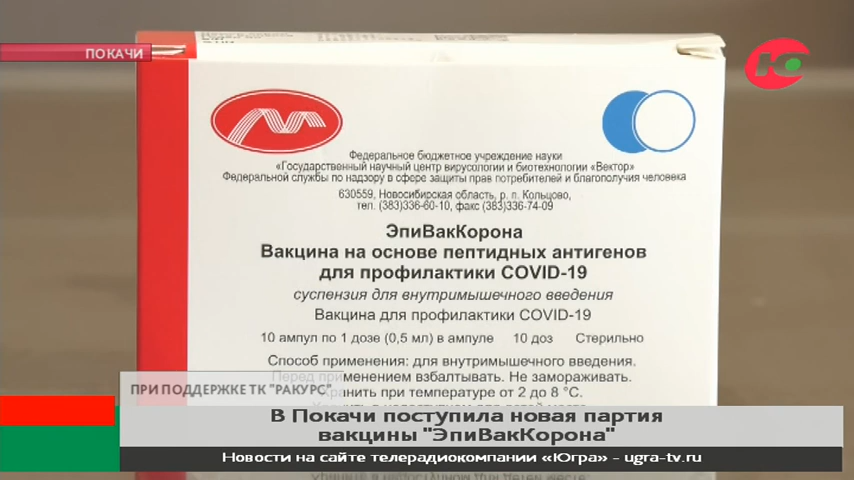 ПОКАЧИ
Ю
Федеральное бюджетное учреждение науки
«Государственный научный центр вирусологии и биотехнологии «Вектор»
Федеральной службы по надзору в сфере защиты прав потребителей и благополучия человека
630559, Новосибирская область, р. п. Кольцово,
тел. (383)336-60-10, факс (383)336-74-09
ЭпиВакКорона
Вакцина на основе пептидных антигенов
для профилактики COVID-19
суспензия для внутримышечного введения
Вакцина для профилактики COVID-19
10 ампул по 1 дозе (0,5 мл) в ампуле 10 доз Стерильно
Способ применения: для внутримышечного введения.
Перед применением взбалтывать. Не замораживать.
при температуре от 2 до 8 °С.
ПРИ ПОДДЕРЖКЕ ТК "РАКУРС"
В Покачи поступила новая партия
вакцины "ЭпиВакКорона"
Новости на сайте телерадиокомпании «Югра» - ugra-tv.ru